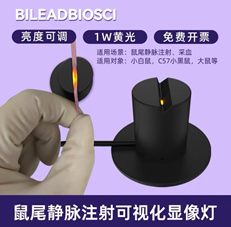 BILEADBIOSCI
亮度可调 1W黄光 免费开票
适用场景：鼠尾静脉注射，采血
适用对象：小白鼠，C57小黑鼠，大鼠等
鼠尾静脉注射可视化显像灯